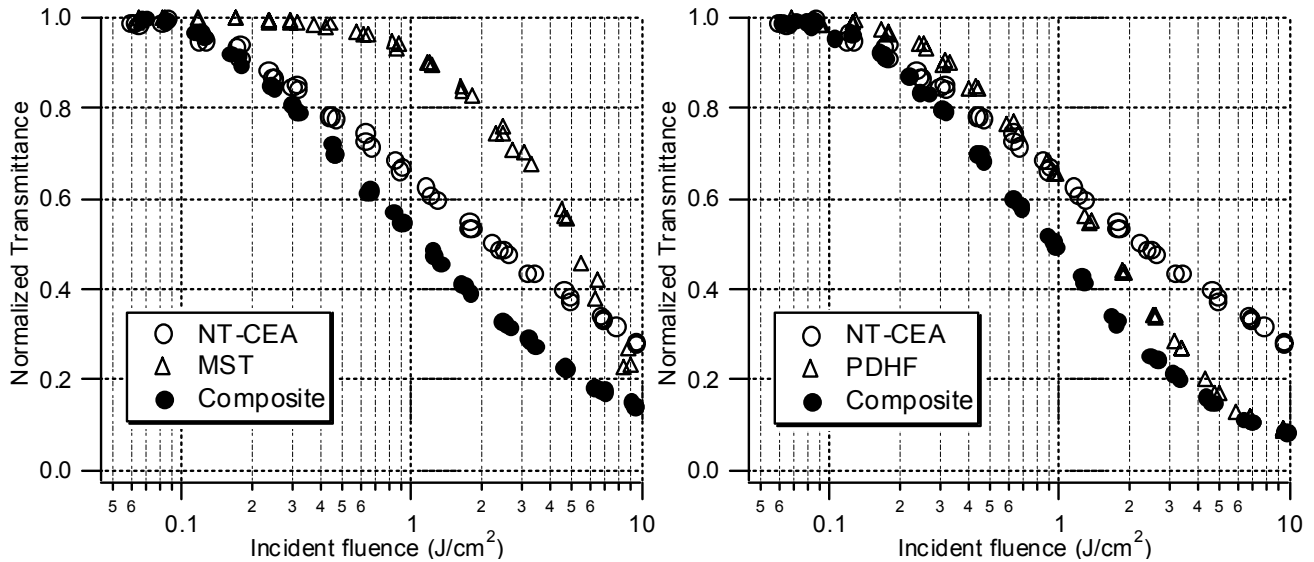 Normalized Transmittance
1.0
0.8
0.6
0.4
0.2
0.0
NT-CEA
MST
Composite
5 6 2 3 4 5 6 2 3 4 5 6
0.1 1 10
Incident fluence (J/cm²)
Normalized Transmittance
1.0
0.8
0.6
0.4
0.2
0.0
NT-CEA
PDHF
Composite
5 6 2 3 4 5 6 2 3 4 5 6
0.1 1 10
Incident fluence (J/cm²)